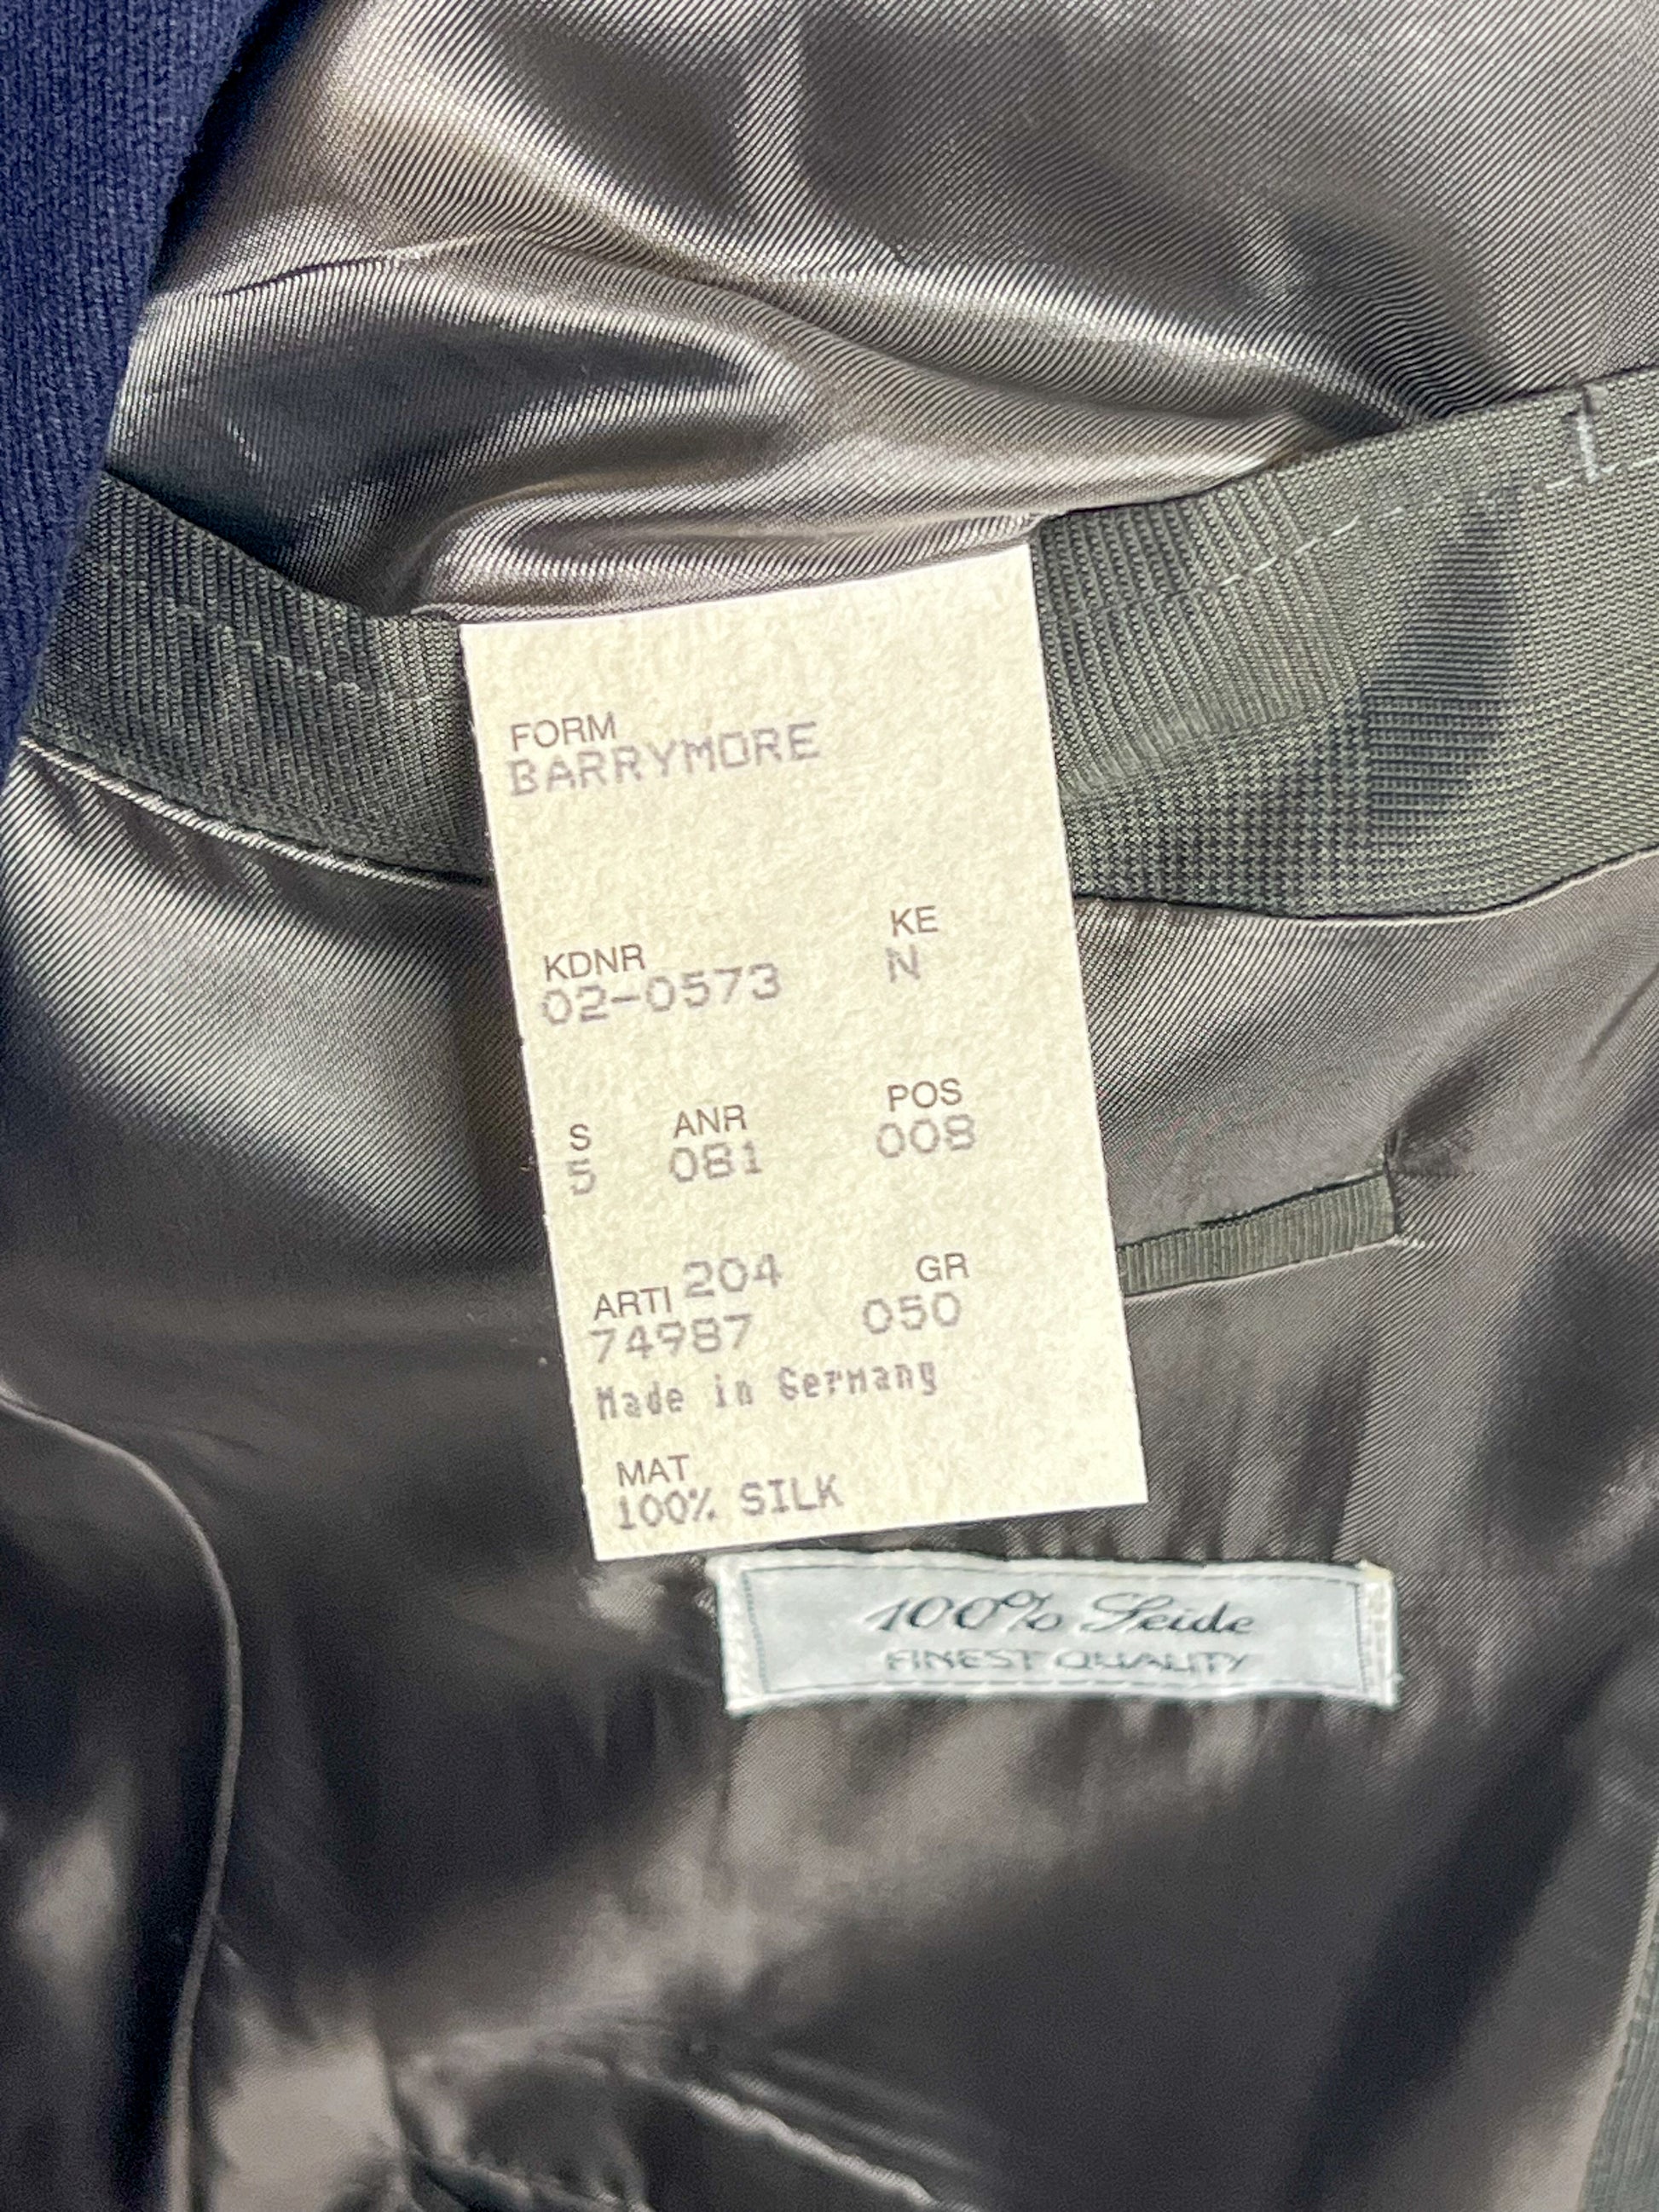 FORM
BARRYMORE
KDNR KE
02-0573 N
S ANR POS
5 081 008
ARTI 204 GR
74987 050
Made in Germany
MAT
100% SILK
100% Seide
FINEST QUALITY